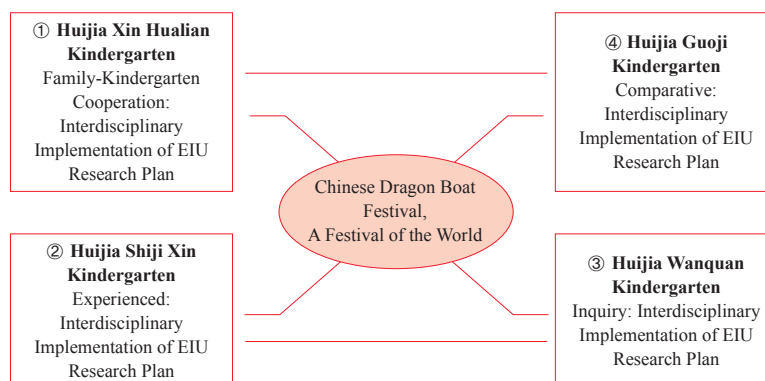 ① Huijia Xin Hualian
Kindergarten
Family-Kindergarten
Cooperation:
Interdisciplinary
Implementation of EIU
Research Plan
④ Huijia Guoji
Kindergarten
Comparative:
Interdisciplinary
Implementation of EIU
Research Plan
Chinese Dragon Boat
Festival,
A Festival of the World
② Huijia Shiji Xin
Kindergarten
Experienced:
Interdisciplinary
Implementation of EIU
Research Plan
③ Huijia Wanquan
Kindergarten
Inquiry: Interdisciplinary
Implementation of EIU
Research Plan